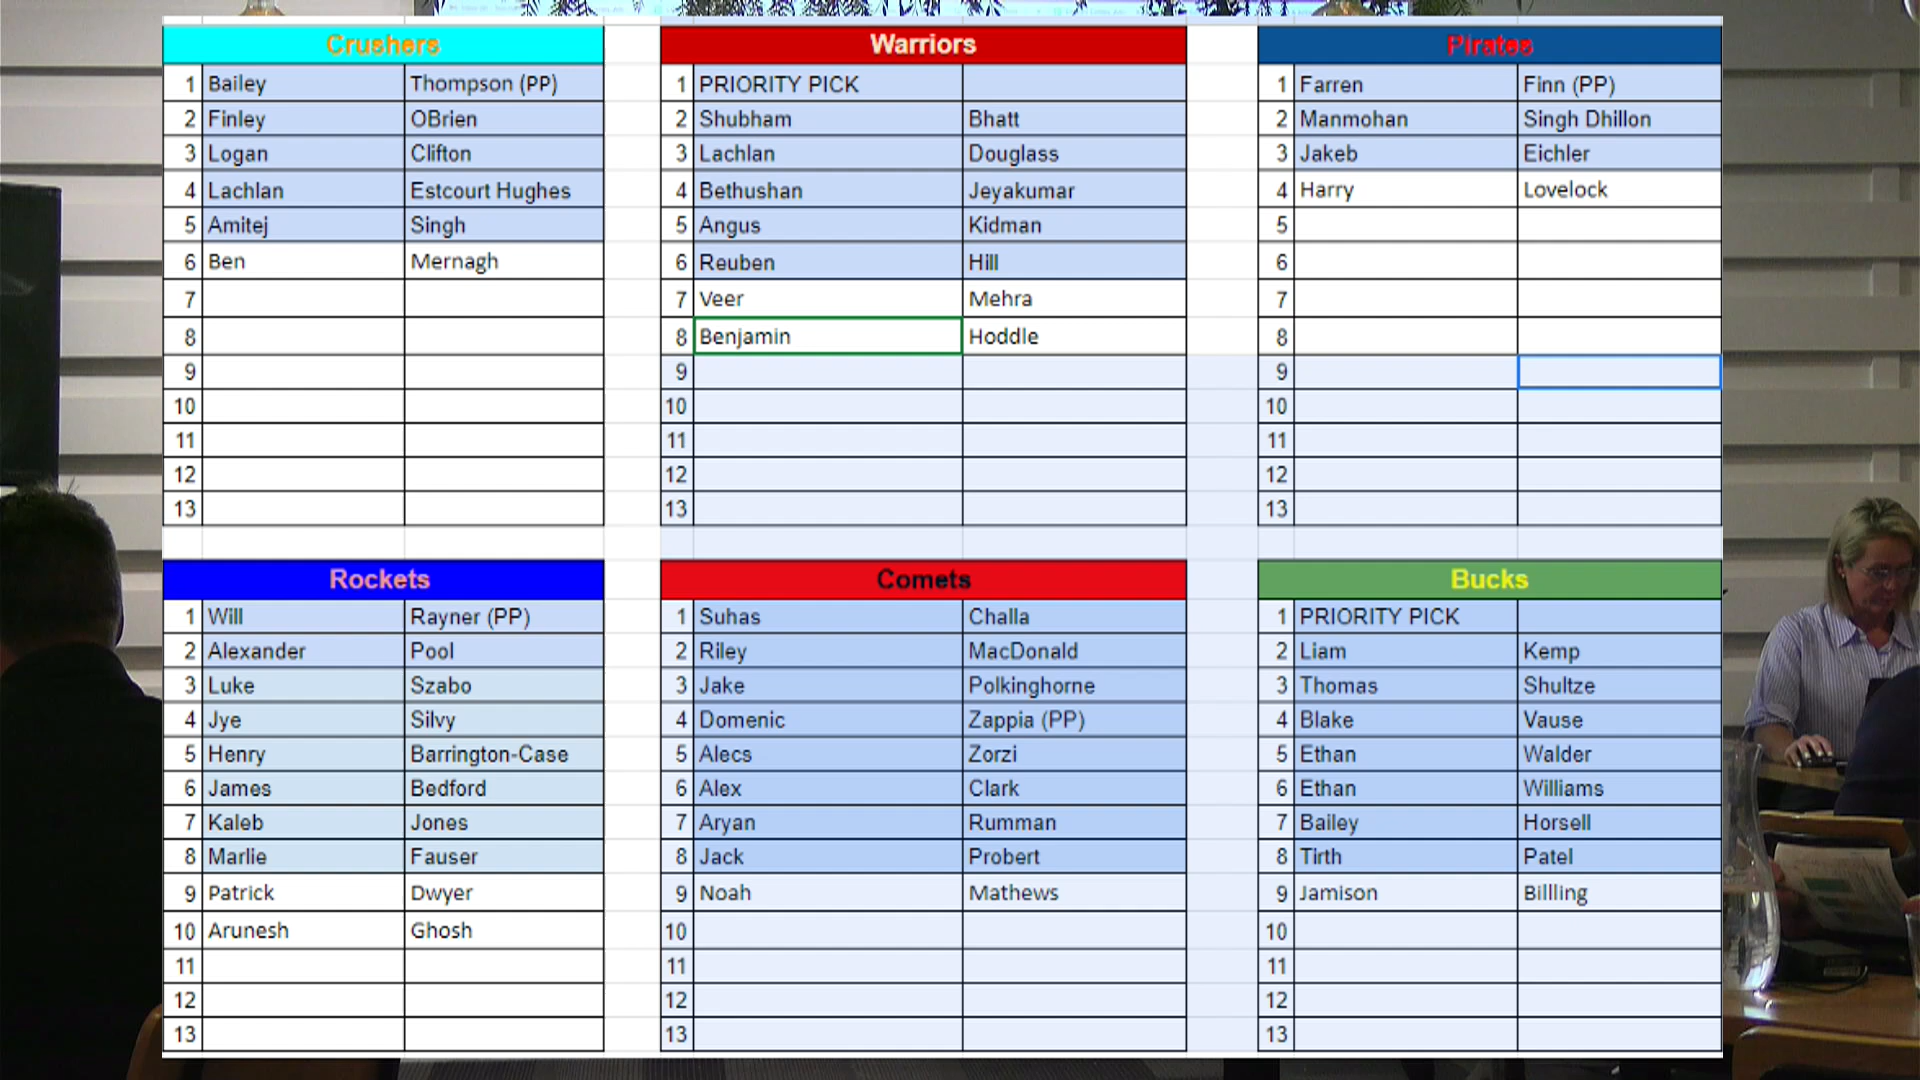 Crushers
1 Bailey Thompson (PP)
2 Finley OBrien
3 Logan Clifton
4 Lachlan Estcourt Hughes
5 Amitej Singh
6 Ben Mernagh
7
8
9
10
11
12
13
Warriors
1 PRIORITY PICK
2 Shubham Bhatt
3 Lachlan Douglass
4 Bethushan Jeyakumar
5 Angus Kidman
6 Reuben Hill
7 Veer Mehra
8 Benjamin Hoddle
9
10
11
12
13
Pirates
1 Farren Finn (PP)
2 Manmohan Singh Dhillon
3 Jakeb Eichler
4 Harry Lovelock
5
6
7
8
9
10
11
12
13
Rockets
1 Will Rayner (PP)
2 Alexander Pool
3 Luke Szabo
4 Jye Silvy
5 Henry Barrington-Case
6 James Bedford
7 Kaleb Jones
8 Marlie Fauser
9 Patrick Dwyer
10 Arunesh Ghosh
11
12
13
Comets
1 Suhas Challa
2 Riley MacDonald
3 Jake Polkinghorne
4 Domenic Zappia (PP)
5 Alecs Zorzi
6 Alex Clark
7 Aryan Rumman
8 Jack Probert
9 Noah Mathews
10
11
12
13
Bucks
1 PRIORITY PICK
2 Liam Kemp
3 Thomas Shultze
4 Blake Vause
5 Ethan Walder
6 Ethan Williams
7 Bailey Horsell
8 Tirth Patel
9 Jamison Billling
10
11
12
13